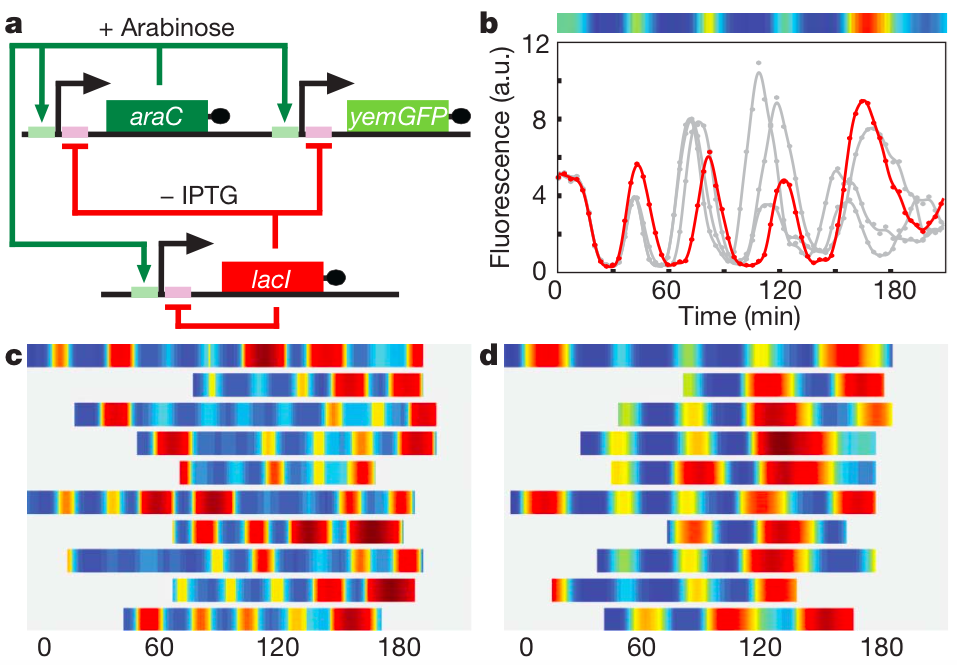 a
+ Arabinose
araC
yemGFP
– IPTG
lacI
b
12
8
4
0
Fluorescence (a.u.)
0 60 120 180
Time (min)
c
0 60 120 180
d
0 60 120 180